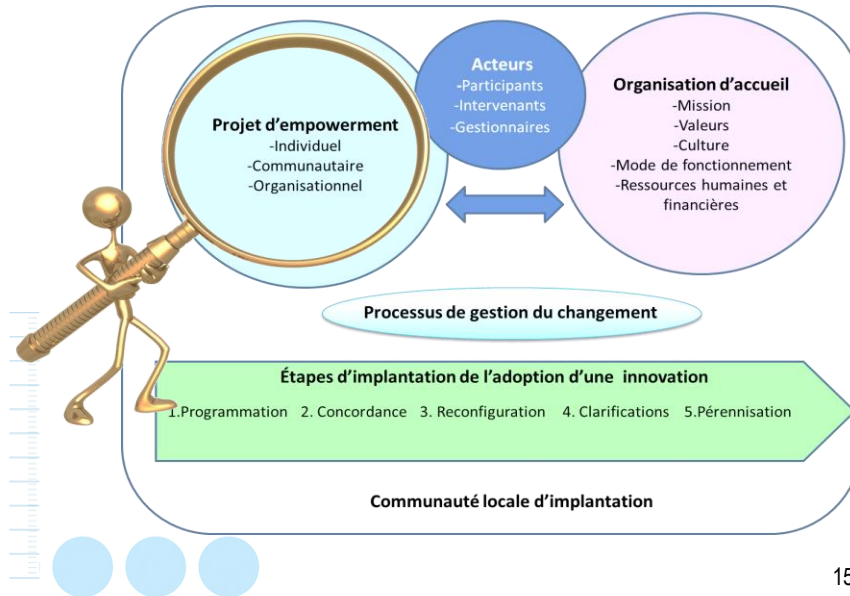 Projet d'empowerment
-Individuel
-Communautaire
-Organisationnel
Acteurs
-Participants
-Intervenants
-Gestionnaires
Organisation d'accueil
-Mission
-Valeurs
-Culture
-Mode de fonctionnement
-Ressources humaines et
financières
Processus de gestion du changement
Étapes d'implantation de l'adoption d'une innovation
1.Programmation 2. Concordance 3. Reconfiguration 4. Clarifications 5.Pérennisation
Communauté locale d'implantation
15